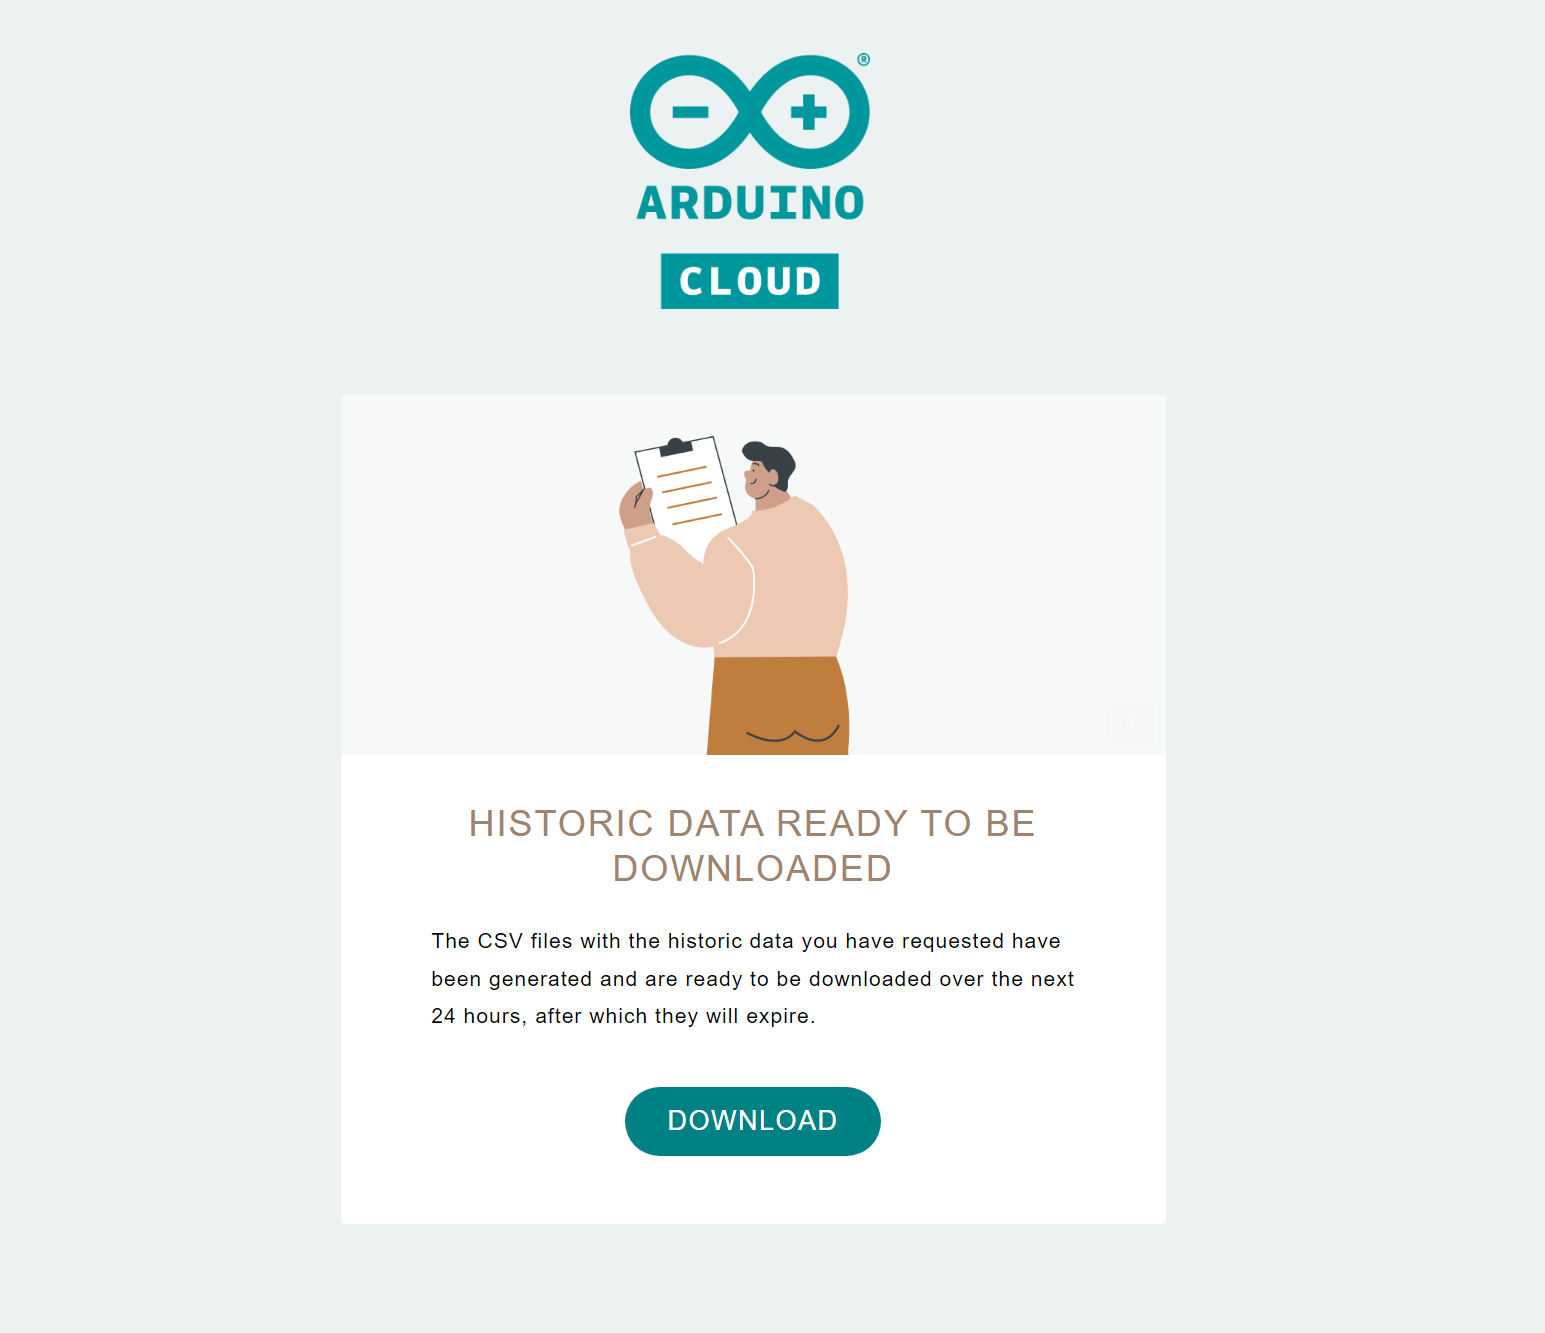 ®
ARDUINO
CLOUD
HISTORIC DATA READY TO BE
DOWNLOADED
The CSV files with the historic data you have requested have
been generated and are ready to be downloaded over the next
24 hours, after which they will expire.
DOWNLOAD